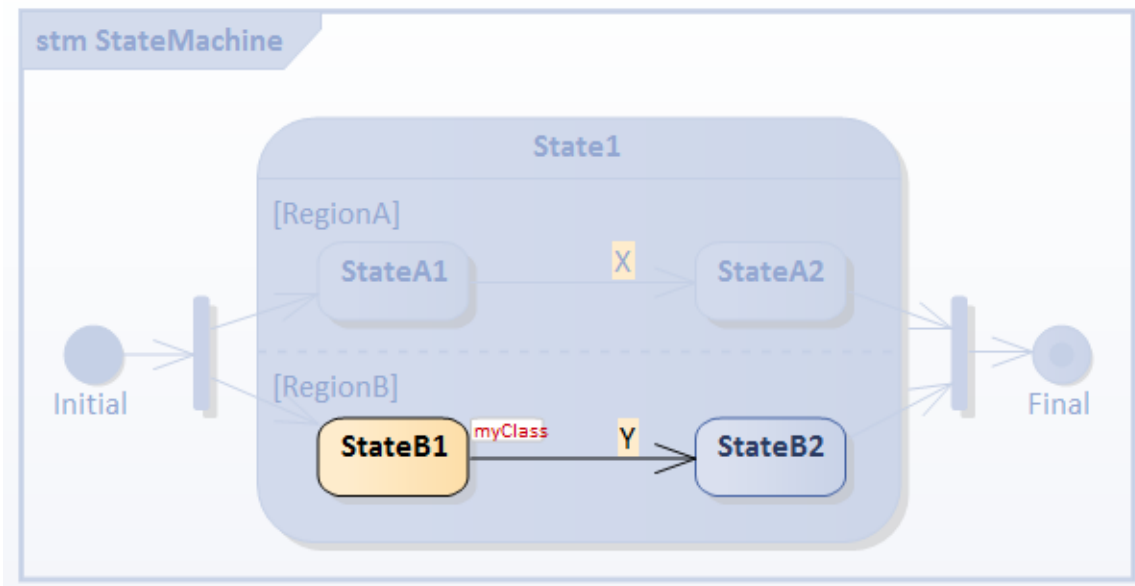 stm StateMachine
State1
[RegionA]
StateA1
X
StateA2
Initial
[RegionB]
StateB1
myClass
Y
StateB2
Final